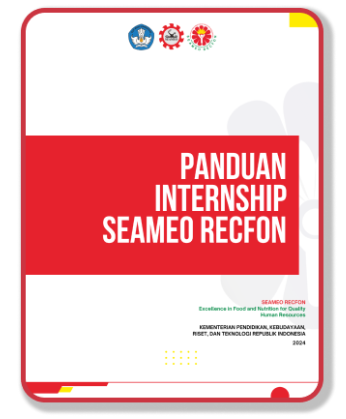 PANDUAN
INTERNSHIP
SEAMEO RECFON
SEAMEO RECFON
Excellence in Food and Nutrition for Quality
Human Resources
KEMENTERIAN PENDIDIKAN, KEBUDAYAAN,
RISET, DAN TEKNOLOGI REPUBLIK INDONESIA
2024